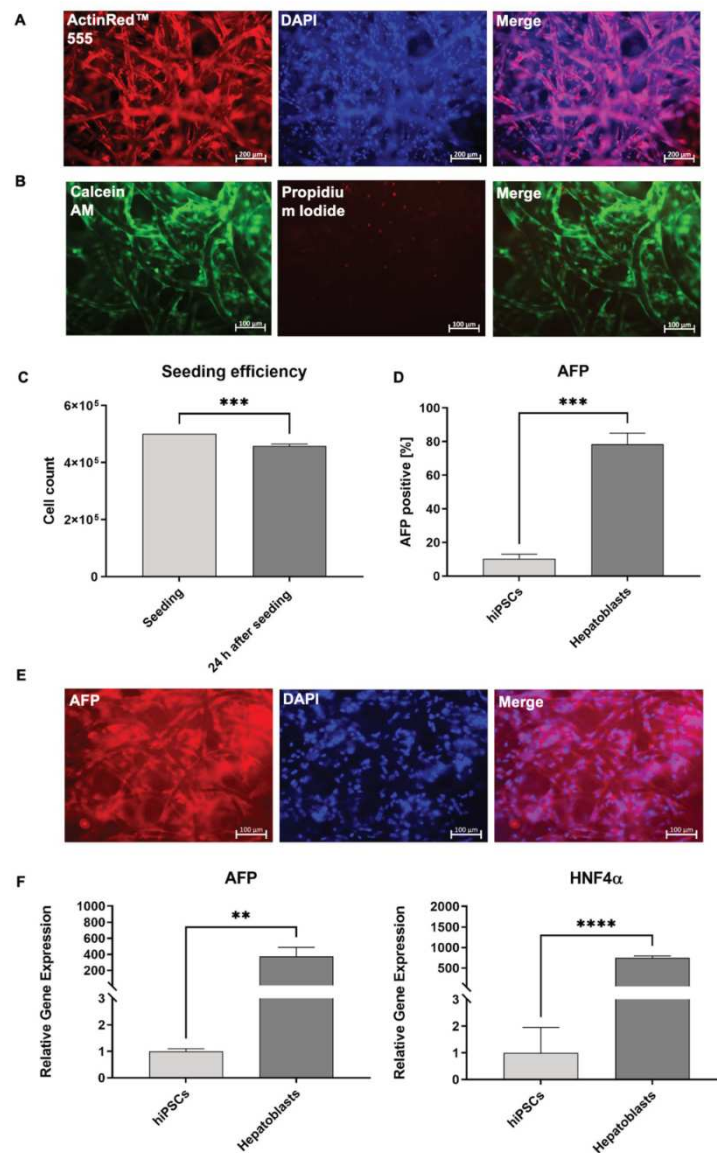 A
ActinRed™
555
DAPI
Merge
200 µm
200 µm
200 µm
B
Calcein
AM
Propidiu
m Iodide
Merge
100 µm
100 µm
100 µm
C
Seeding efficiency
***
6×10⁵
4×10⁵
2×10⁵
0
Cell count
Seeding
24 h after seeding
D
AFP
***
100
80
60
40
20
0
AFP positive [%]
hiPSCs
Hepatoblasts
E
AFP
DAPI
Merge
100 µm
100 µm
100 µm
F
AFP
**
1000
800
600
400
200
3
2
1
0
Relative Gene Expression
hiPSCs
Hepatoblasts
HNF4α
****
2000
1500
1000
500
3
2
1
0
Relative Gene Expression
hiPSCs
Hepatoblasts